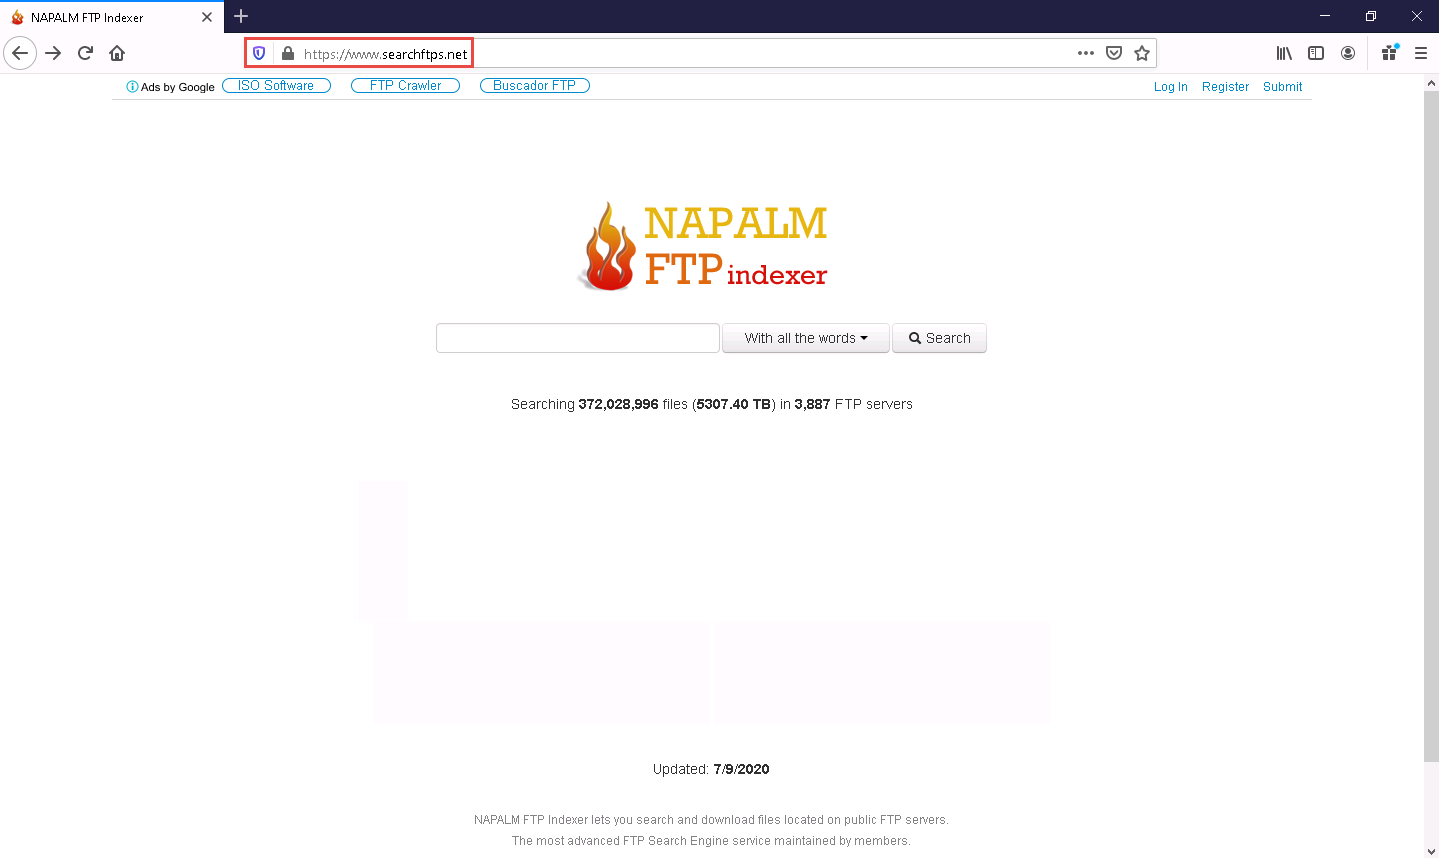 NAPALM FTP Indexer
https://www.searchftps.net
Ads by Google ISO Software FTP Crawler Buscador FTP Log In Register Submit
NAPALM
FTP indexer
With all the words Search
Searching 372,028,996 files (5307.40 TB) in 3,887 FTP servers
Updated: 7/9/2020
NAPALM FTP Indexer lets you search and download files located on public FTP servers.
The most advanced FTP Search Engine service maintained by members.